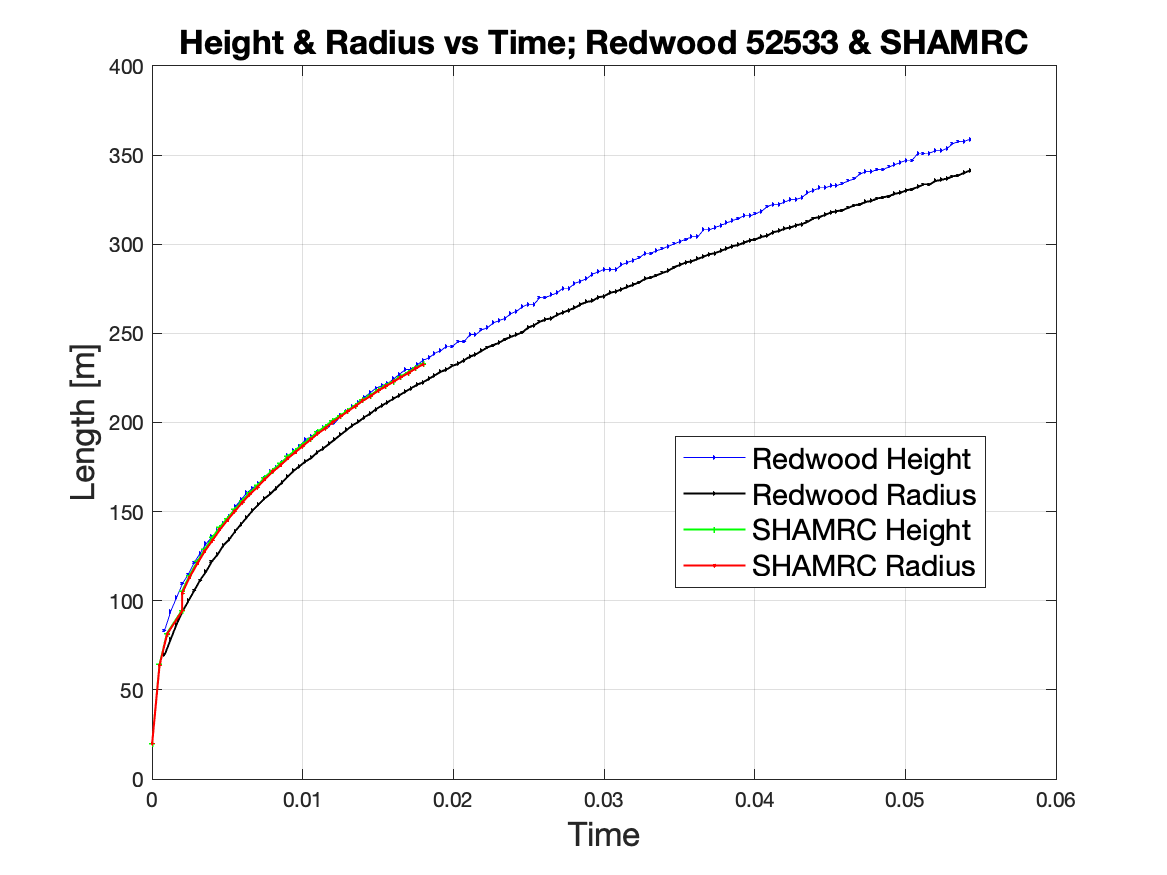 Height & Radius vs Time; Redwood 52533 & SHAMRC
400
350
300
250
200
150
100
50
0
Length [m]
Redwood Height
Redwood Radius
SHAMRC Height
SHAMRC Radius
0 0.01 0.02 0.03 0.04 0.05 0.06
Time